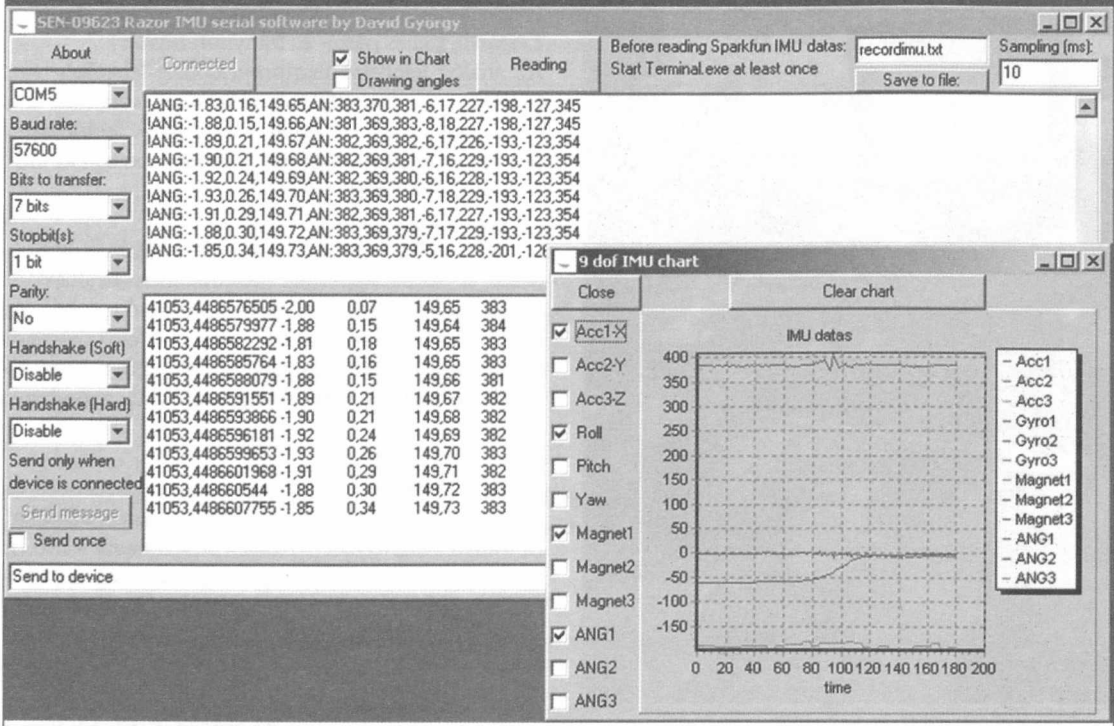 SEN-09623 Razor IMU serial software by David György
About
Connected
Show in Chart
Drawing angles
Reading
Before reading Sparkfun IMU datas:
Start Terminal.exe at least once
recordimu.txt
Save to file:
Sampling (ms):
10
COM5
Baud rate:
57600
Bits to transfer:
7 bits
Stopbit(s):
1 bit
Parity:
No
Handshake (Soft)
Disable
Handshake (Hard)
Disable
Send only when
device is connected
Send message
Send once
!ANG:-1.83,0.16,149.65,AN:383,370,381,-6,17,227,-198,-127,345
!ANG:-1.88,0.15,149.66,AN:381,369,383,-8,18,227,-198,-127,345
!ANG:-1.89,0.21,149.67,AN:382,369,382,-6,17,226,-193,-123,354
!ANG:-1.90,0.21,149.68,AN:382,369,381,-7,16,229,-193,-123,354
!ANG:-1.92,0.24,149.69,AN:382,369,380,-6,16,228,-193,-123,354
!ANG:-1.93,0.26,149.70,AN:383,369,380,-7,18,229,-193,-123,354
!ANG:-1.91,0.29,149.71,AN:382,369,381,-6,17,227,-193,-123,354
!ANG:-1.88,0.30,149.72,AN:383,369,379,-7,17,229,-193,-123,354
!ANG:-1.85,0.34,149.73,AN:383,369,379,-5,16,228,-201,-126
41053,4486576505 -2,00 0,07 149,65 383
41053,4486579977 -1,88 0,15 149,64 384
41053,4486582292 -1,81 0,18 149,65 383
41053,4486585764 -1,83 0,16 149,65 383
41053,4486588079 -1,88 0,15 149,66 381
41053,4486591551 -1,89 0,21 149,67 382
41053,4486593866 -1,90 0,21 149,68 382
41053,4486596181 -1,92 0,24 149,69 382
41053,4486599653 -1,93 0,26 149,70 383
41053,4486601968 -1,91 0,29 149,71 382
41053,448660544 -1,88 0,30 149,72 383
41053,4486607755 -1,85 0,34 149,73 383
Send to device
9 dof IMU chart
Close
Clear chart
Acc1-X
Acc2-Y
Acc3-Z
Roll
Pitch
Yaw
Magnet1
Magnet2
Magnet3
ANG1
ANG2
ANG3
IMU datas
400
350
300
250
200
150
100
50
0
-50
-100
-150
0 20 40 60 80 100 120 140 160 180 200
time
Acc1
Acc2
Acc3
Gyro1
Gyro2
Gyro3
Magnet1
Magnet2
Magnet3
ANG1
ANG2
ANG3